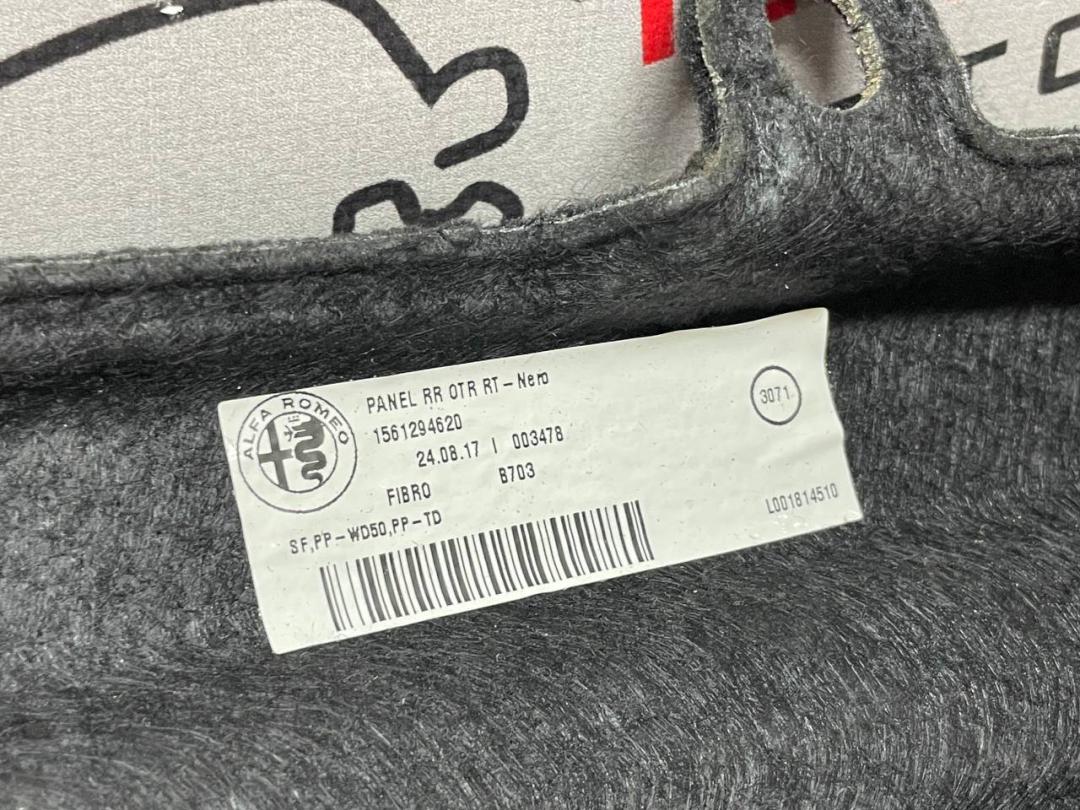 ALFA ROMEO
PANEL RR OTR RT-Nero
1561294620
24.08.17 | 003478
FIBRO B703
SF,PP-WD50,PP-TD
3071
L001814510